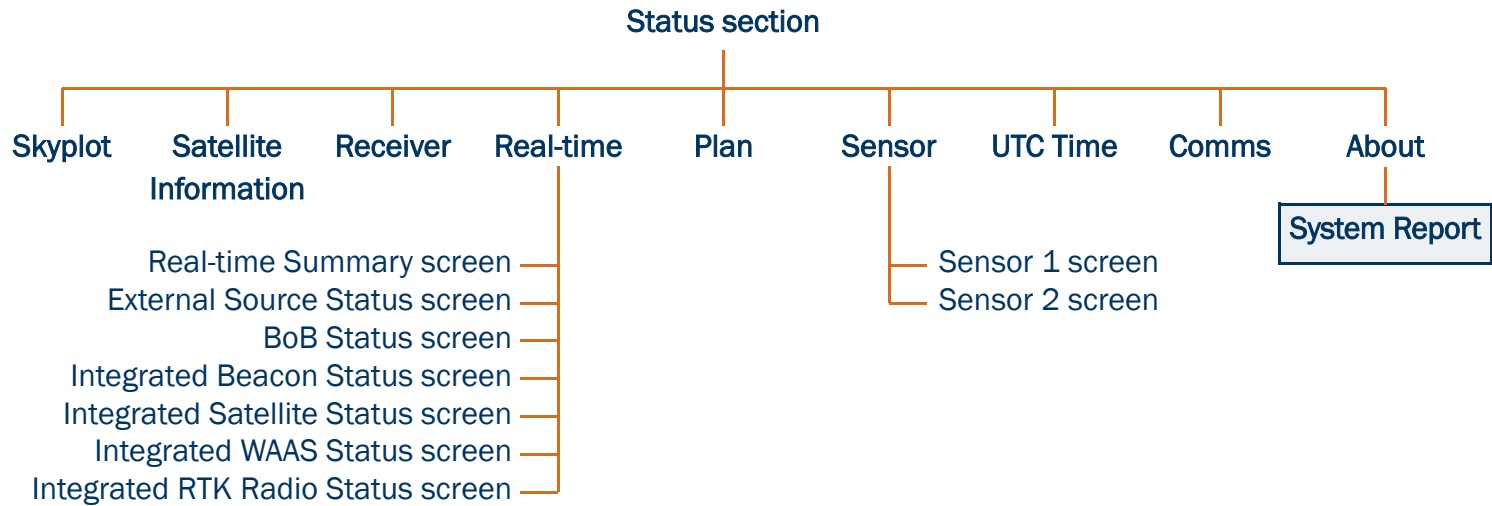 Status section
Skyplot
Satellite
Information
Receiver
Real-time
Plan
Sensor
UTC Time
Comms
About
System Report
Real-time Summary screen
External Source Status screen
BoB Status screen
Integrated Beacon Status screen
Integrated Satellite Status screen
Integrated WAAS Status screen
Integrated RTK Radio Status screen
Sensor 1 screen
Sensor 2 screen